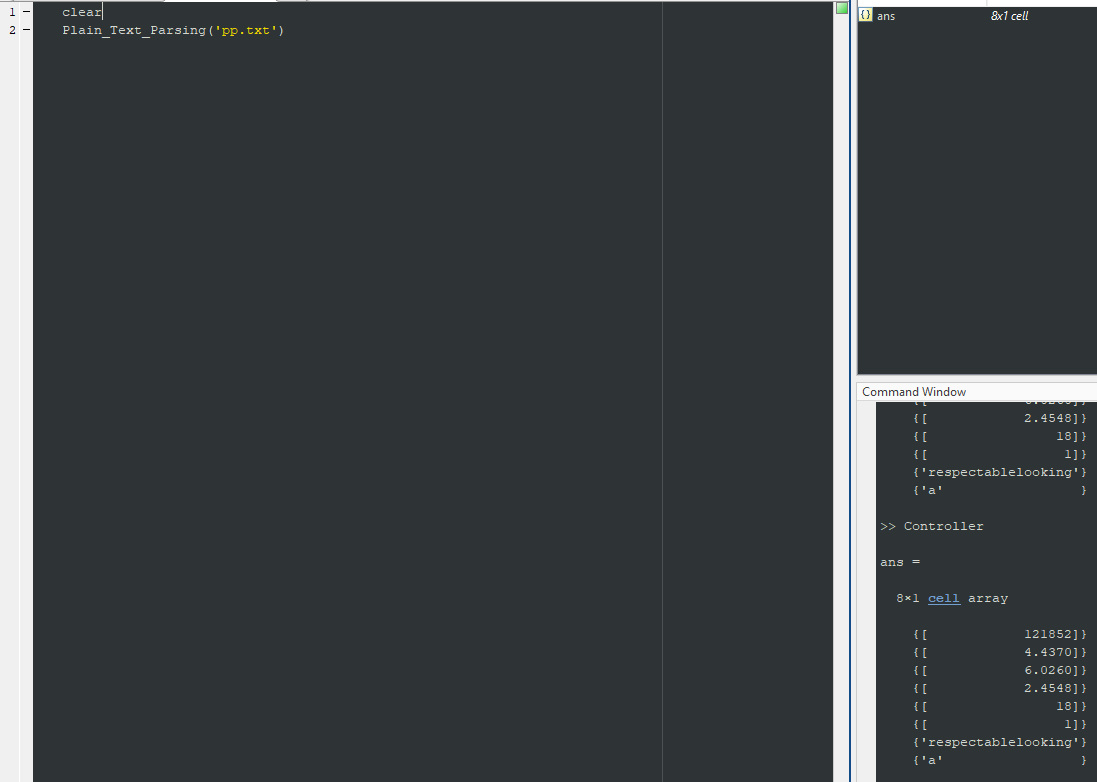 1 – clear
2 – Plain_Text_Parsing('pp.txt')
{} ans 8x1 cell
Command Window
{[ 2.4548]}
{[ 18]}
{[ 1]}
{'respectablelooking'}
{'a' }
>> Controller
ans =
8×1 cell array
{[ 121852]}
{[ 4.4370]}
{[ 6.0260]}
{[ 2.4548]}
{[ 18]}
{[ 1]}
{'respectablelooking'}
{'a' }